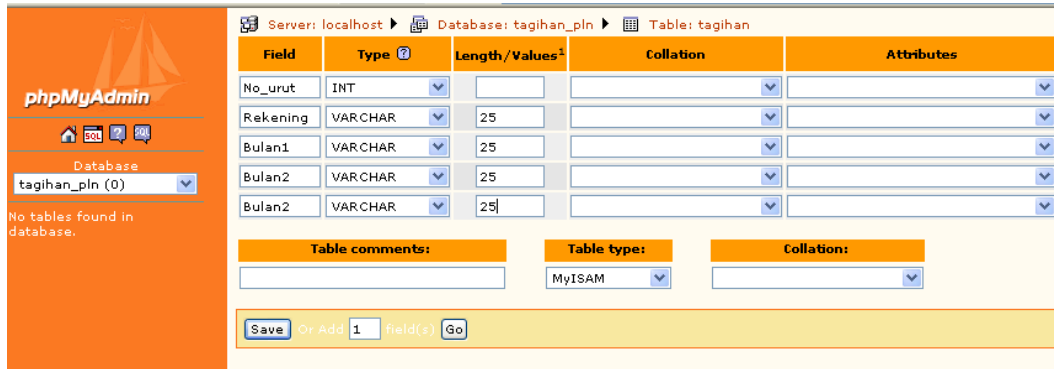 Server: localhost Database: tagihan_pln Table: tagihan
Field Type Length/Values1 Collation Attributes
No_urut INT
Rekening VARCHAR 25
Bulan1 VARCHAR 25
Bulan2 VARCHAR 25
Bulan2 VARCHAR 25
Table comments: Table type: Collation:
MyISAM
Save Or Add 1 field(s) Go
phpMyAdmin
SQL SQL
Database
tagihan_pln (0)
No tables found in
database.